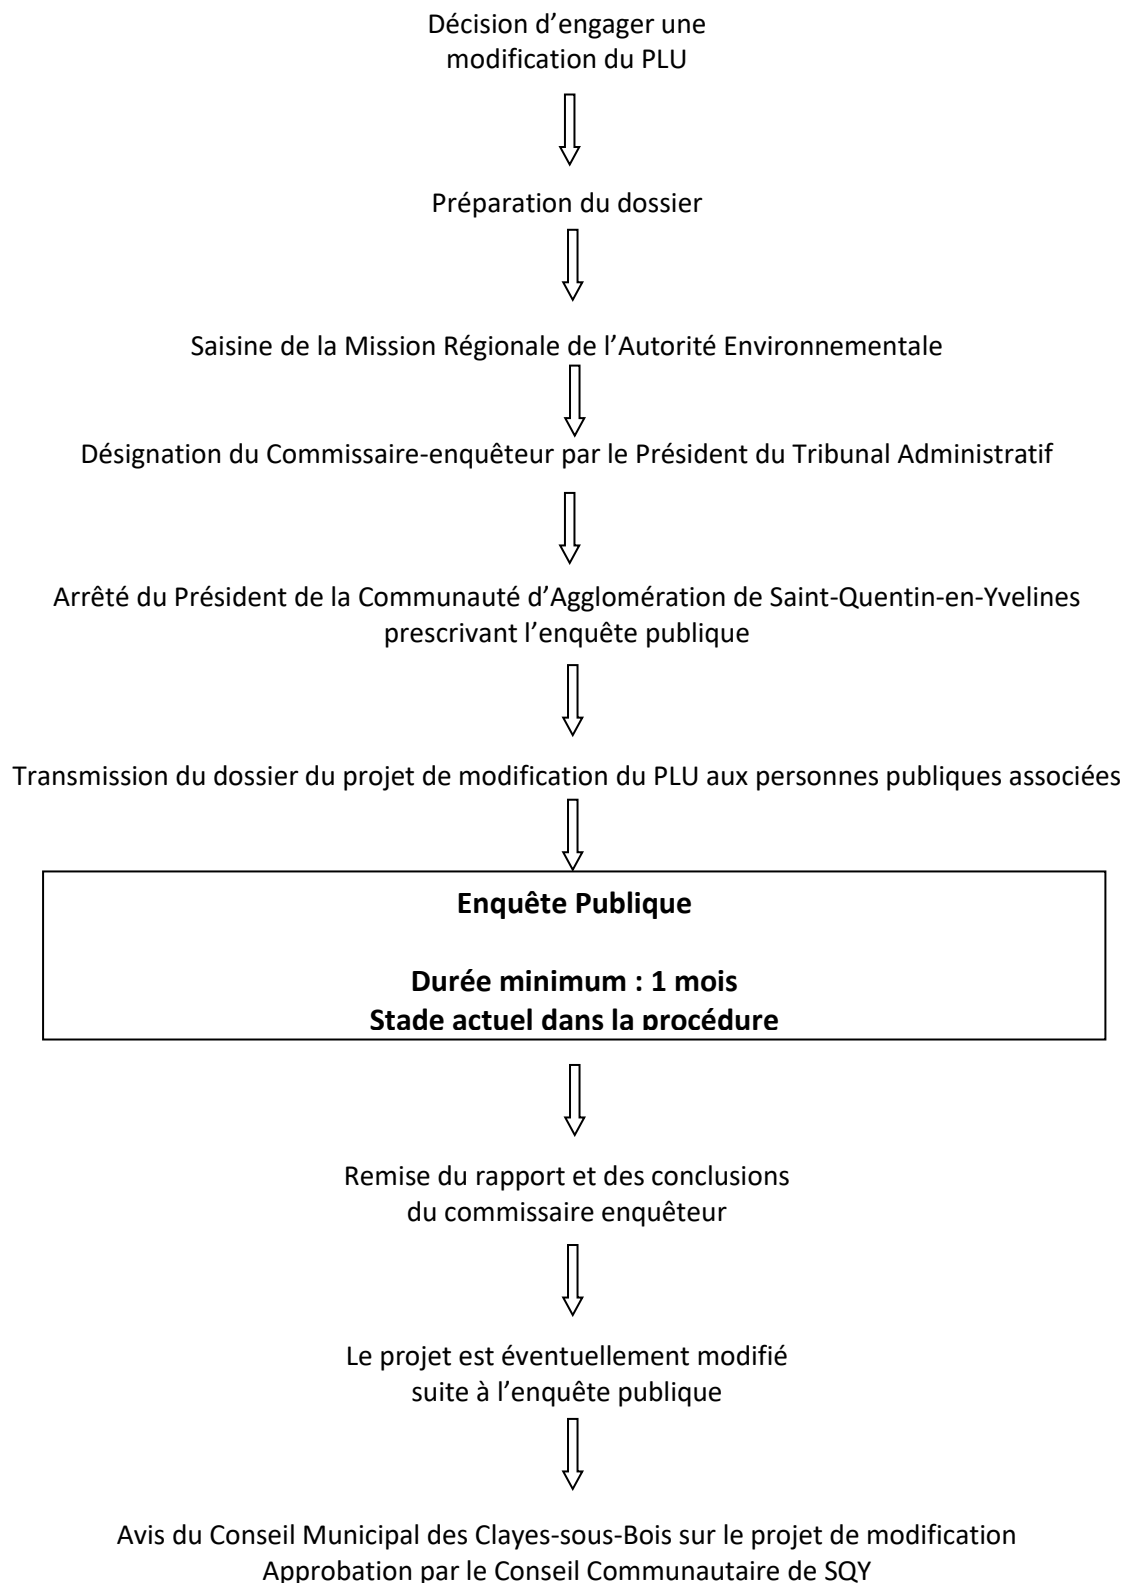 Décision d’engager une
modification du PLU
Préparation du dossier
Saisine de la Mission Régionale de l’Autorité Environnementale
Désignation du Commissaire-enquêteur par le Président du Tribunal Administratif
Arrêté du Président de la Communauté d’Agglomération de Saint-Quentin-en-Yvelines
prescrivant l’enquête publique
Transmission du dossier du projet de modification du PLU aux personnes publiques associées
Enquête Publique
Durée minimum : 1 mois
Stade actuel dans la procédure
Remise du rapport et des conclusions
du commissaire enquêteur
Le projet est éventuellement modifié
suite à l’enquête publique
Avis du Conseil Municipal des Clayes-sous-Bois sur le projet de modification
Approbation par le Conseil Communautaire de SQY